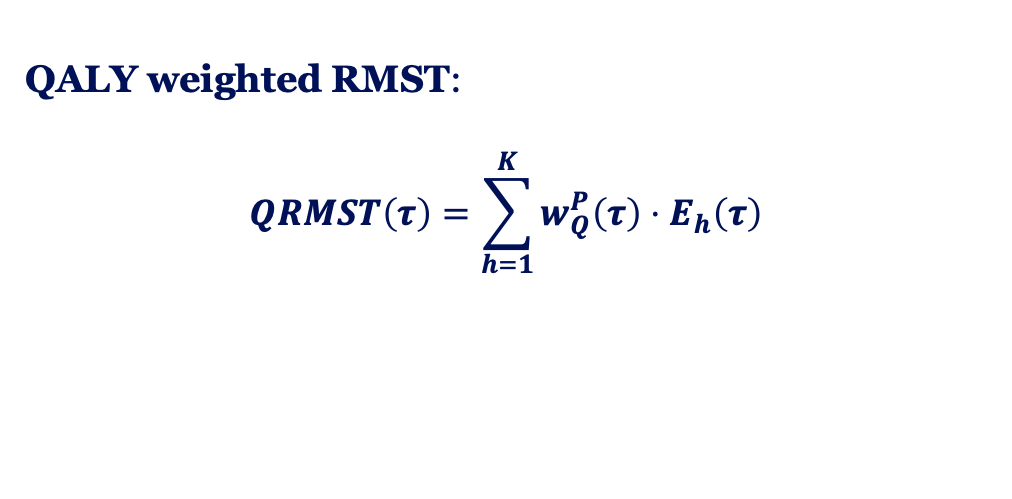 QALY weighted RMST:
K
QRMST(τ) = ∑ w_Q^P(τ) · E_h(τ)
h=1